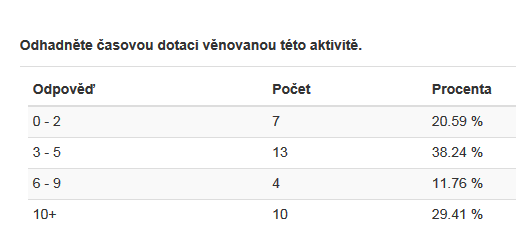 Odhadněte časovou dotaci věnovanou této aktivitě.
Odpověď Počet Procenta
0 - 2 7 20.59 %
3 - 5 13 38.24 %
6 - 9 4 11.76 %
10+ 10 29.41 %